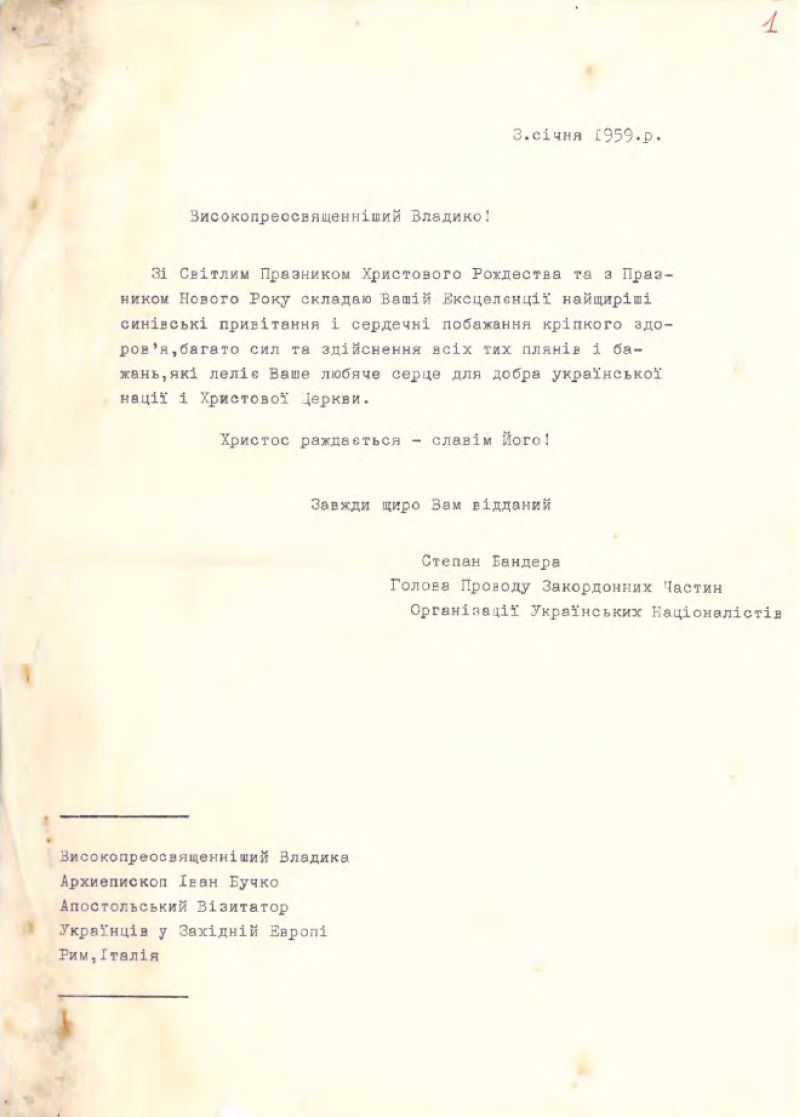 1
3.січня 1959.р.
Високопреосвященніший Владико!
Зі Світлим Празником Христового Рождества та з Праз-
ником Нового Року складаю Вашій Ексцеленції найщиріші
синівські привітання і сердечні побажання кріпкого здо-
ров'я,багато сил та здійснення всіх тих плянів і ба-
жань,які леліє Ваше любяче серце для добра української
нації і Христової Церкви.
Христос раждається - славім Його!
Завжди щиро Вам відданий
Степан Бандера
Голова Проводу Закордонних Частин
Організації Українських Націоналістів
Високопреосвященніший Владика
Архиепископ Іван Бучко
Апостольський Візитатор
Українців у Західній Европі
Рим,Італія